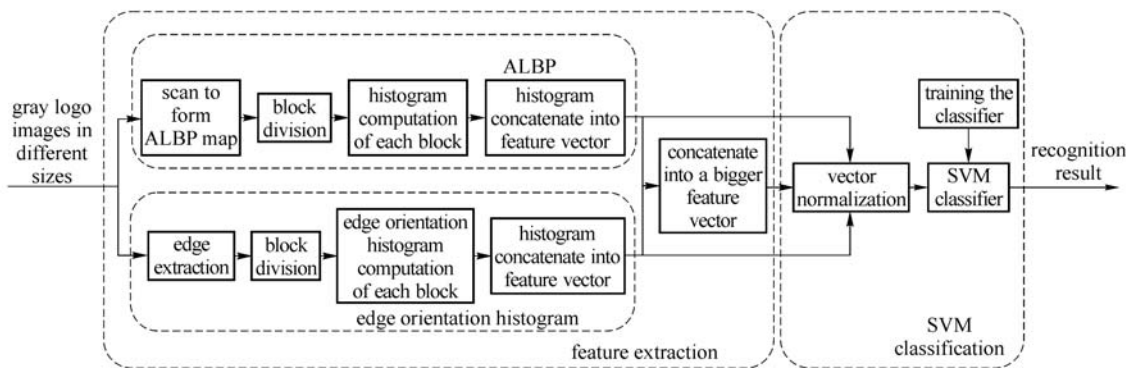 gray logo
images in
different
sizes
ALBP
scan to
form
ALBP map
block
division
histogram
computation
of each block
histogram
concatenate into
feature vector
edge
extraction
block
division
edge orientation
histogram
computation
of each block
histogram
concatenate into
feature vector
edge orientation histogram
concatenate
into a bigger
feature
vector
feature extraction
vector
normalization
training the
classifier
SVM
classifier
SVM
classification
recognition
result